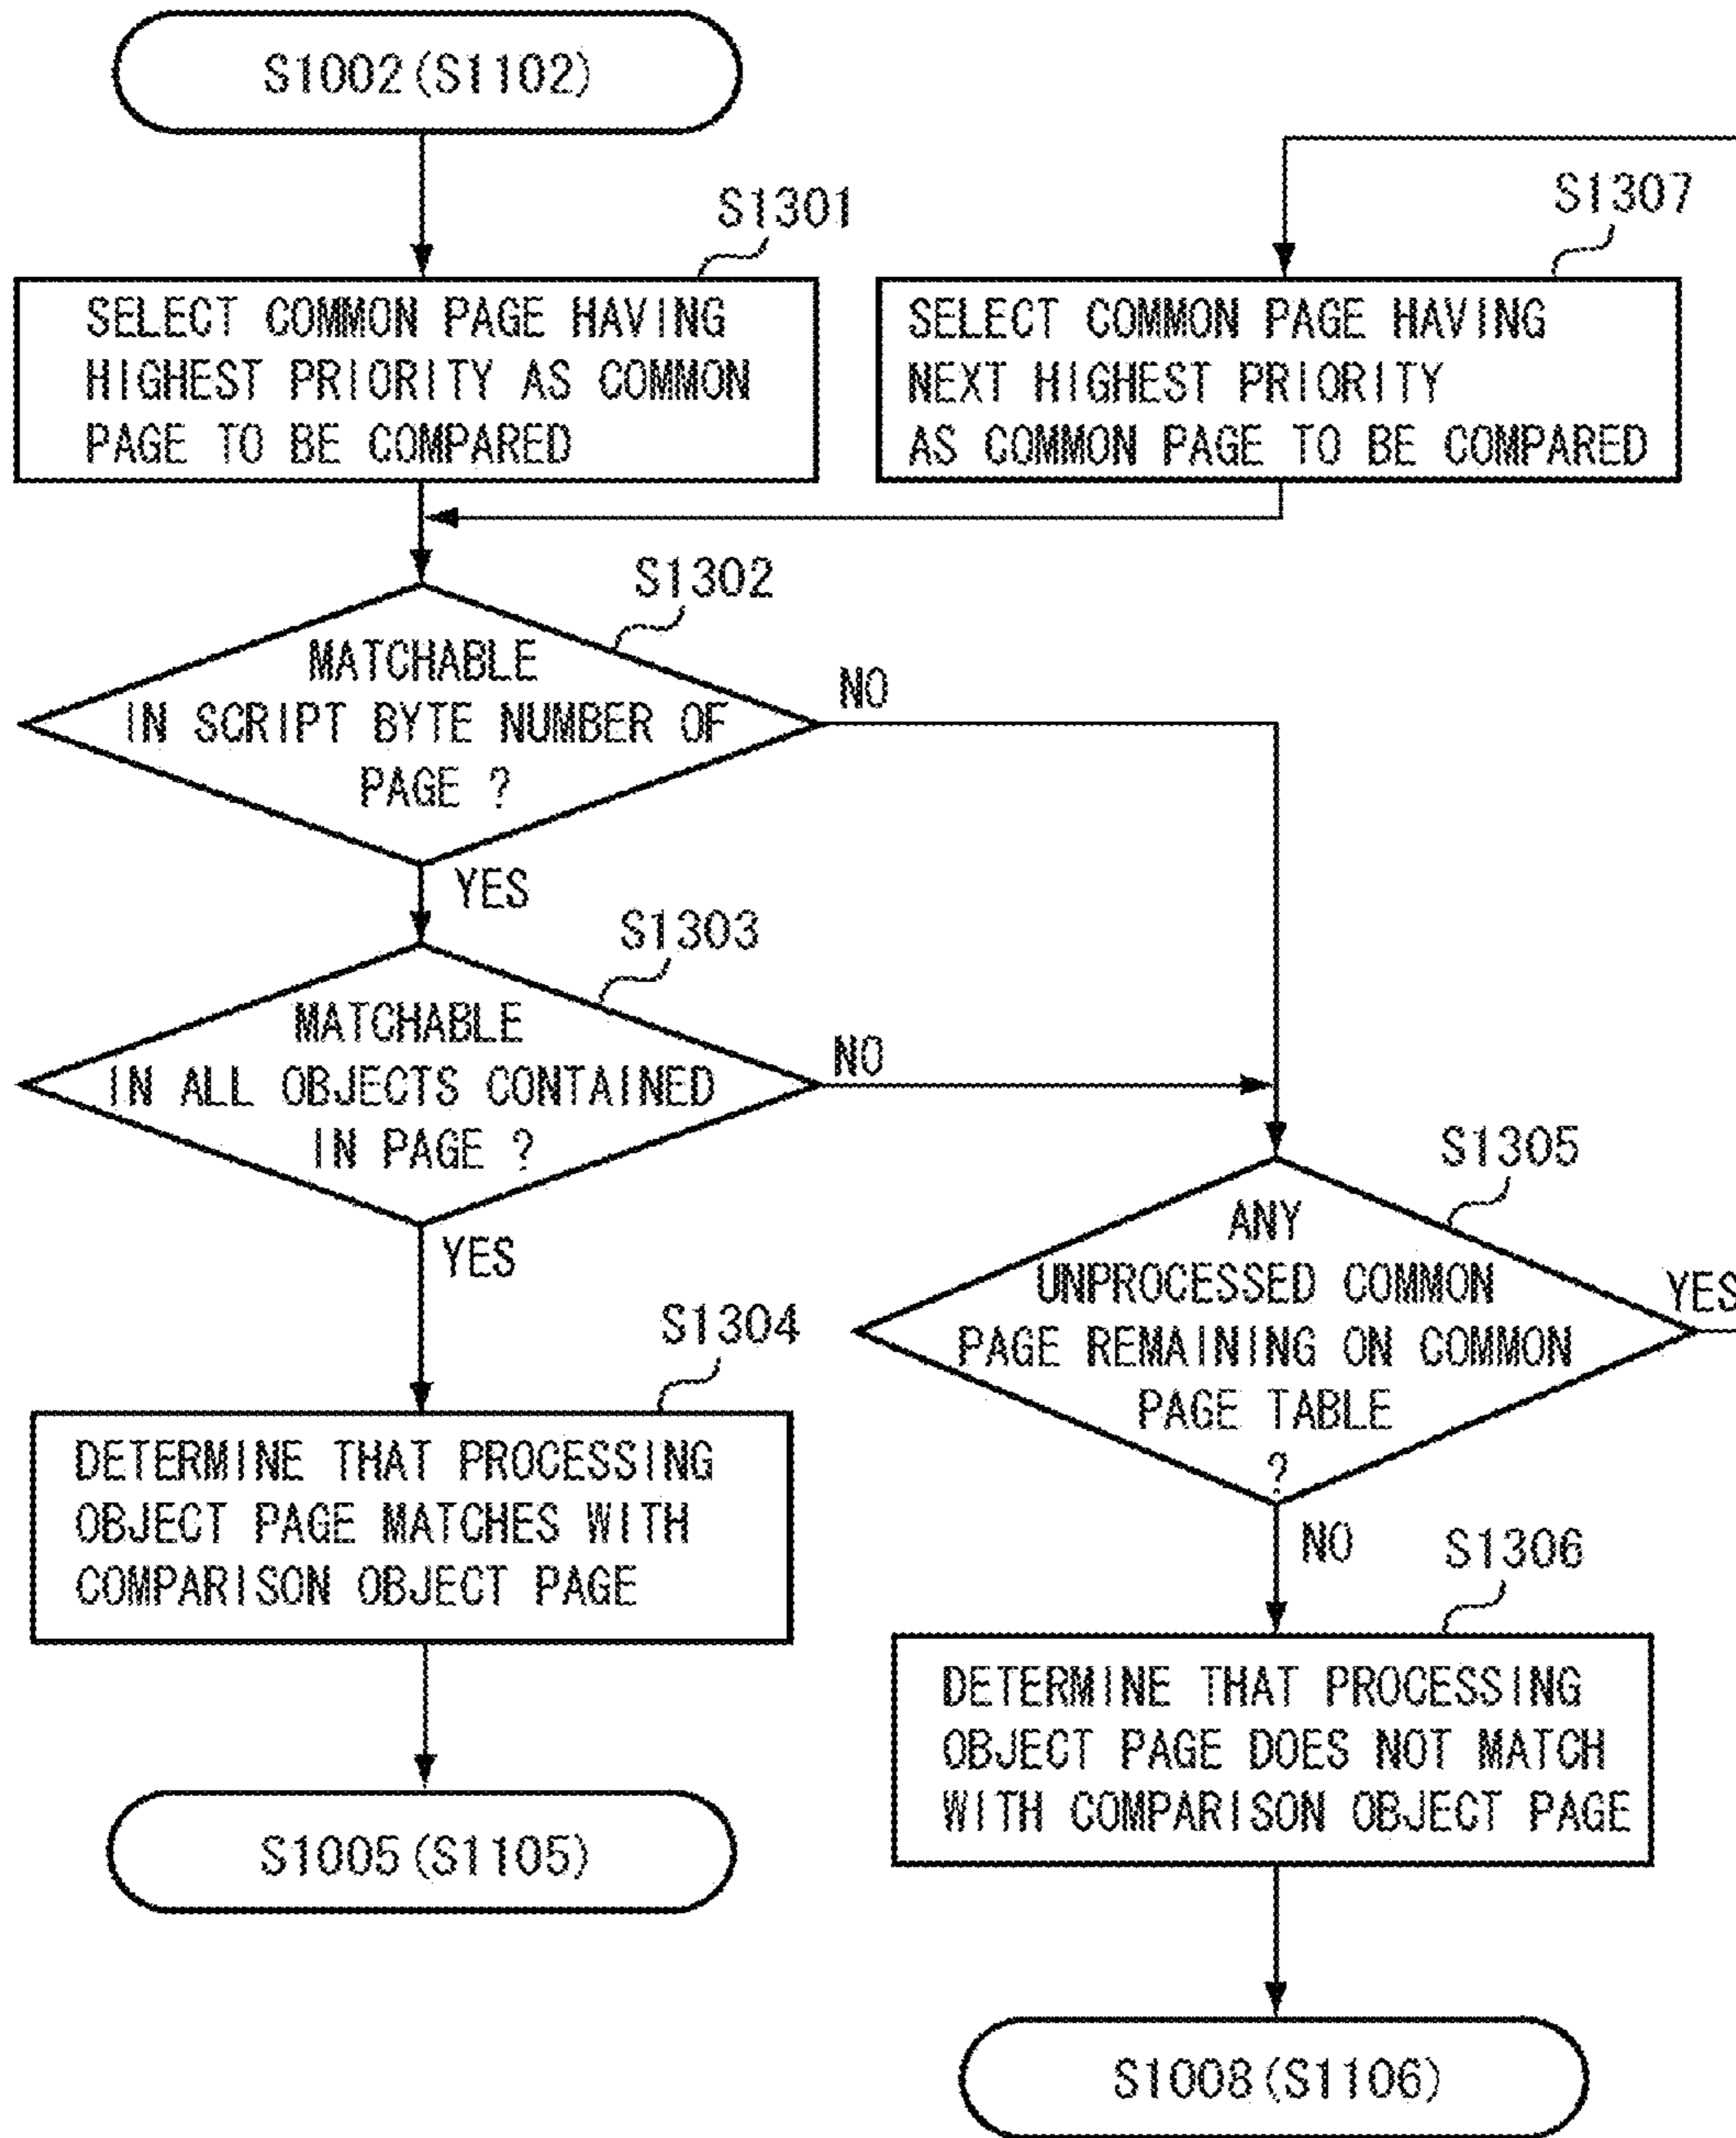 S1002(S1102)
S1301
SELECT COMMON PAGE HAVING
HIGHEST PRIORITY AS COMMON
PAGE TO BE COMPARED
S1307
SELECT COMMON PAGE HAVING
NEXT HIGHEST PRIORITY
AS COMMON PAGE TO BE COMPARED
S1302
MATCHABLE
IN SCRIPT BYTE NUMBER OF
PAGE ?
NO
YES
S1303
MATCHABLE
IN ALL OBJECTS CONTAINED
IN PAGE ?
NO
YES
S1305
ANY
UNPROCESSED COMMON
PAGE REMAINING ON COMMON
PAGE TABLE
?
YES
NO
S1304
DETERMINE THAT PROCESSING
OBJECT PAGE MATCHES WITH
COMPARISON OBJECT PAGE
S1306
DETERMINE THAT PROCESSING
OBJECT PAGE DOES NOT MATCH
WITH COMPARISON OBJECT PAGE
S1005(S1105)
S1008(S1106)